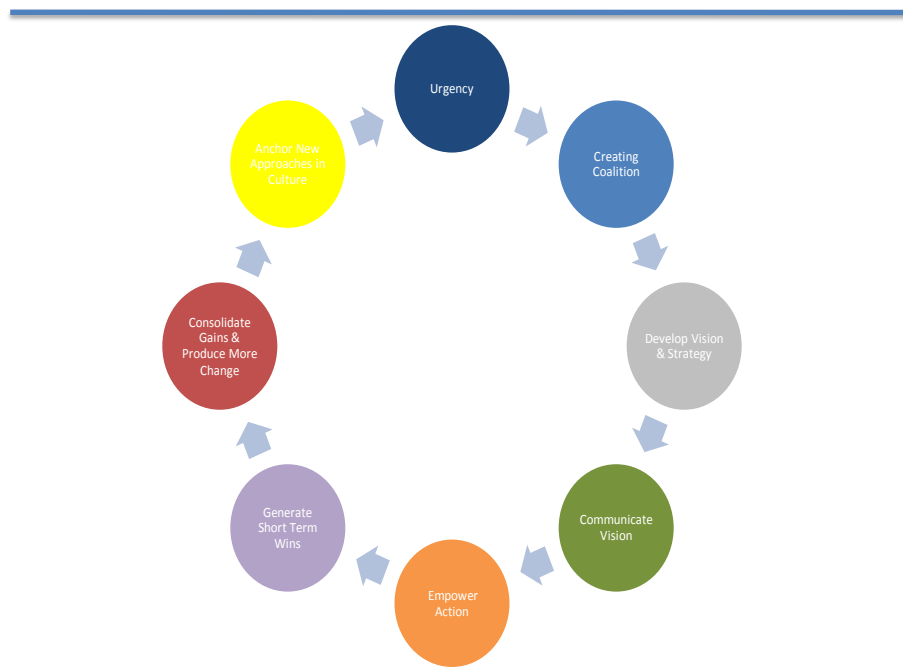 Urgency
Creating
Coalition
Develop Vision
& Strategy
Communicate
Vision
Empower
Action
Generate
Short Term
Wins
Consolidate
Gains &
Produce More
Change
Anchor New
Approaches in
Culture